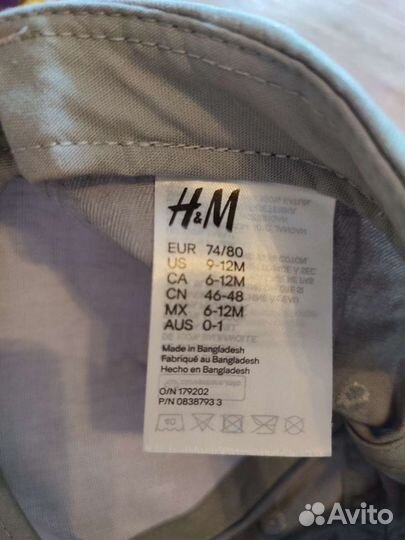 H&M
EUR 74/80
US 9-12M
CA 6-12M
CN 46-48
MX 6-12M
AUS 0-1
Made in Bangladesh
Fabriqué au Bangladesh
Hecho en Bangladesh
O/N 179202
P/N 0838793 3
40
Avito